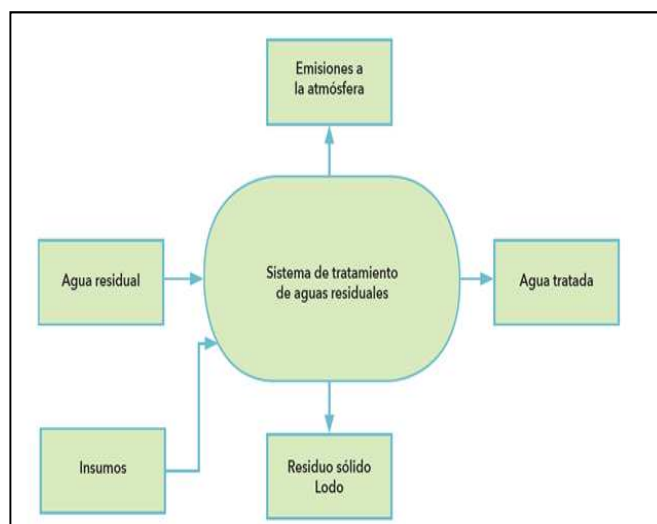 Emisiones a
la atmósfera
Agua residual
Sistema de tratamiento
de aguas residuales
Agua tratada
Insumos
Residuo sólido
Lodo